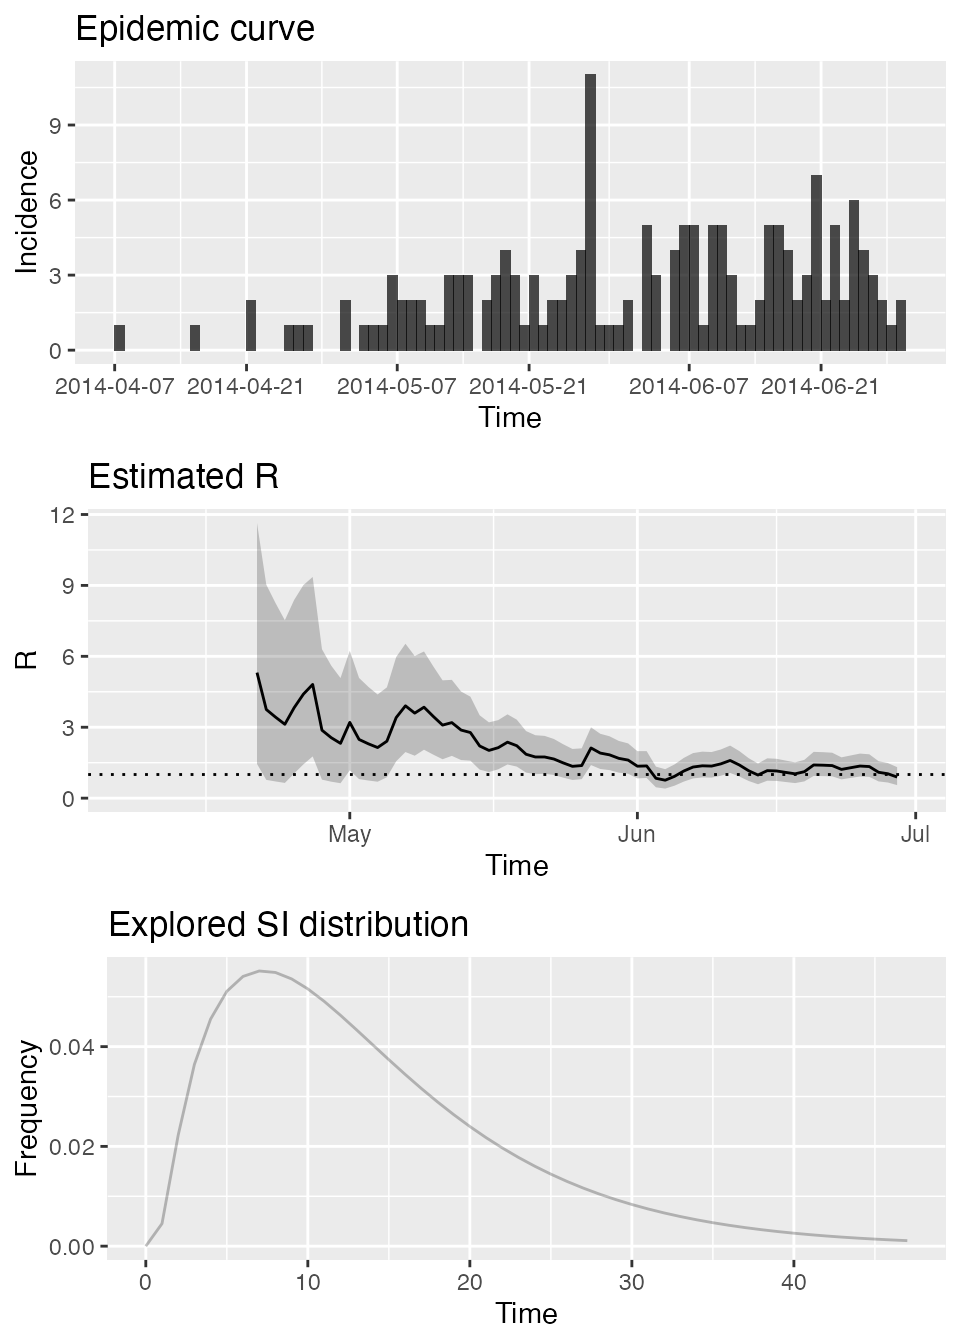 Epidemic curve
9
6
3
0
Incidence
2014-04-07 2014-04-21 2014-05-07 2014-05-21 2014-06-07 2014-06-21
Time
Estimated R
12
9
6
3
0
R
May Jun Jul
Time
Explored SI distribution
0.04
0.02
0.00
Frequency
0 10 20 30 40
Time